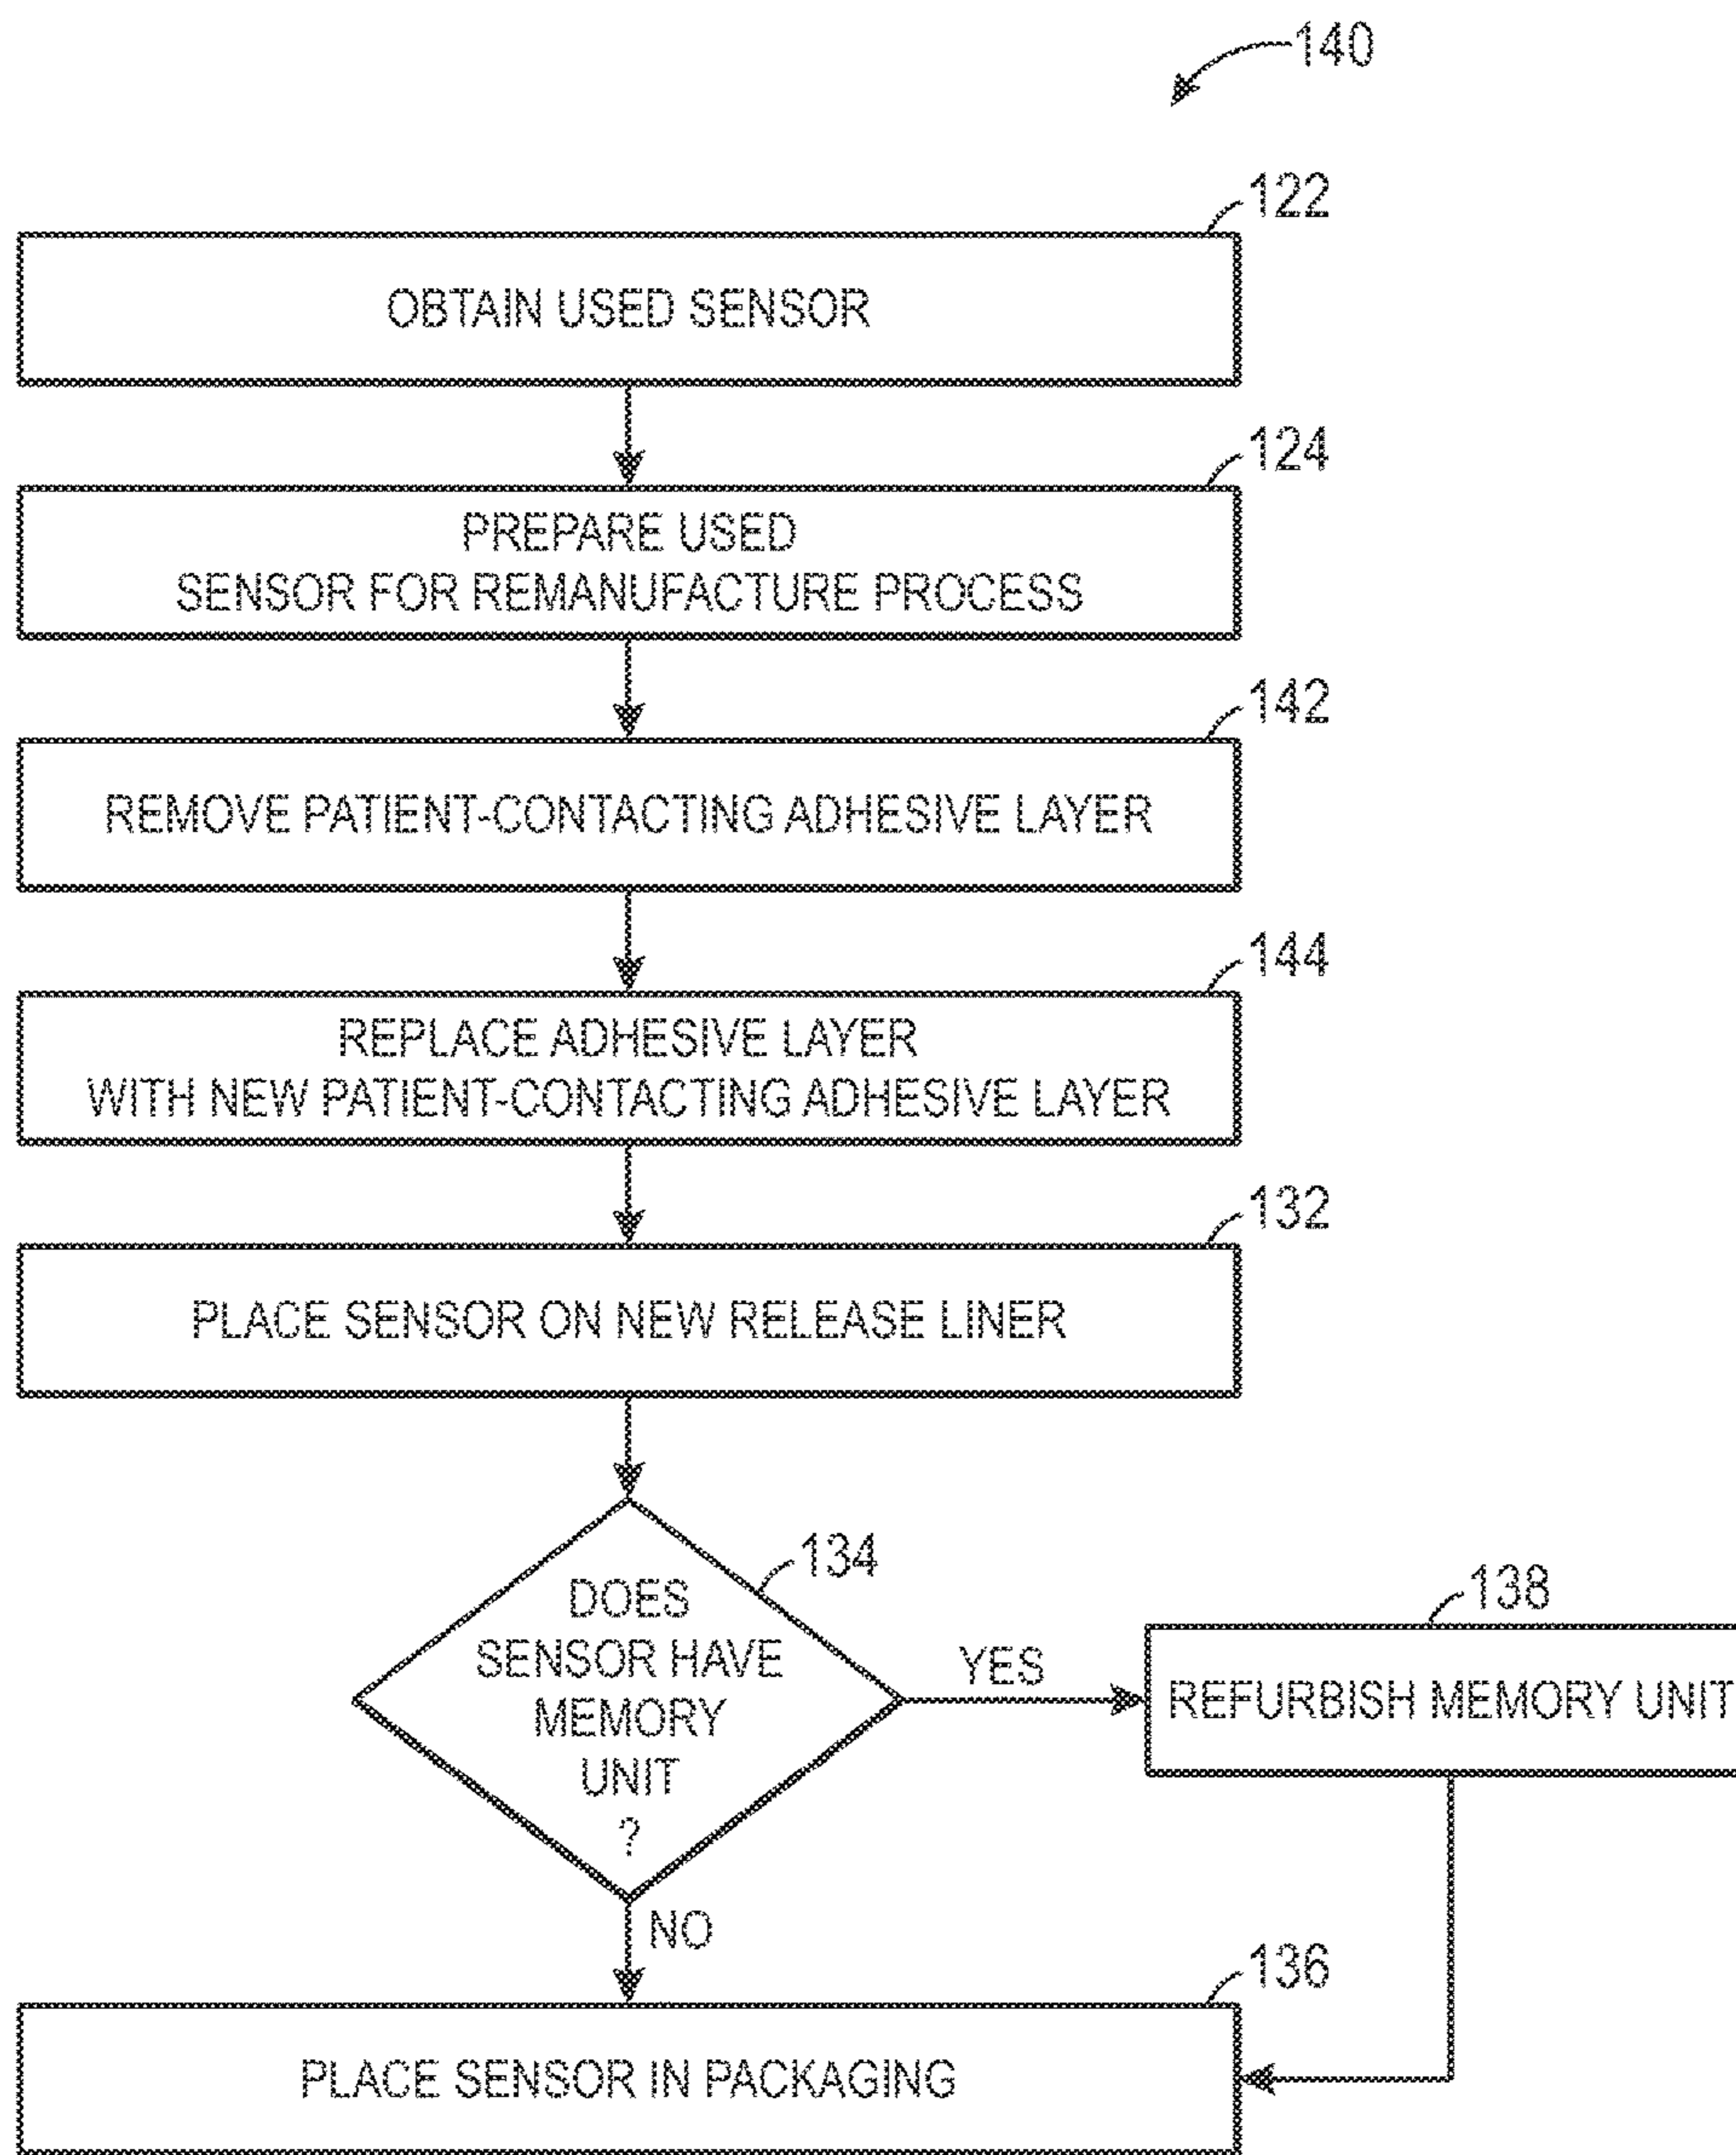 140
122
OBTAIN USED SENSOR
124
PREPARE USED
SENSOR FOR REMANUFACTURE PROCESS
142
REMOVE PATIENT-CONTACTING ADHESIVE LAYER
144
REPLACE ADHESIVE LAYER
WITH NEW PATIENT-CONTACTING ADHESIVE LAYER
132
PLACE SENSOR ON NEW RELEASE LINER
134
DOES
SENSOR HAVE
MEMORY
UNIT
?
YES
138
REFURBISH MEMORY UNIT
NO
136
PLACE SENSOR IN PACKAGING